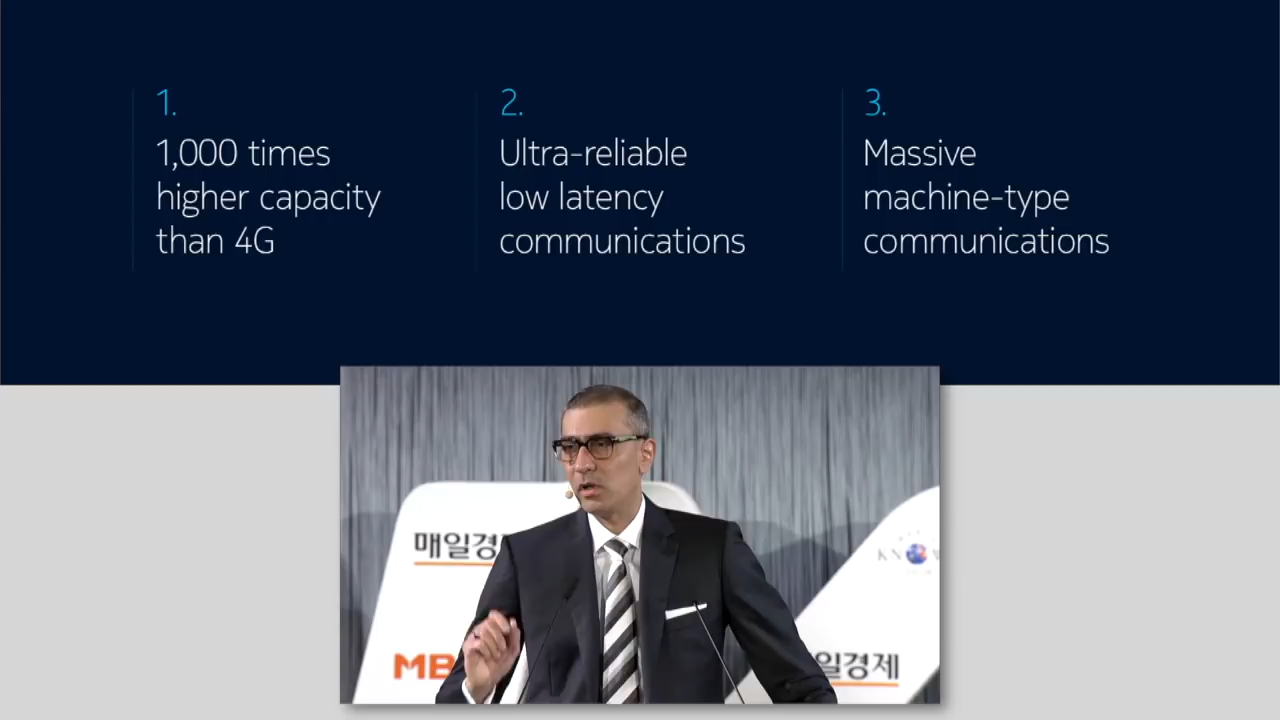 1.
1,000 times
higher capacity
than 4G
2.
Ultra-reliable
low latency
communications
3.
Massive
machine-type
communications
매일경
MB
일경제